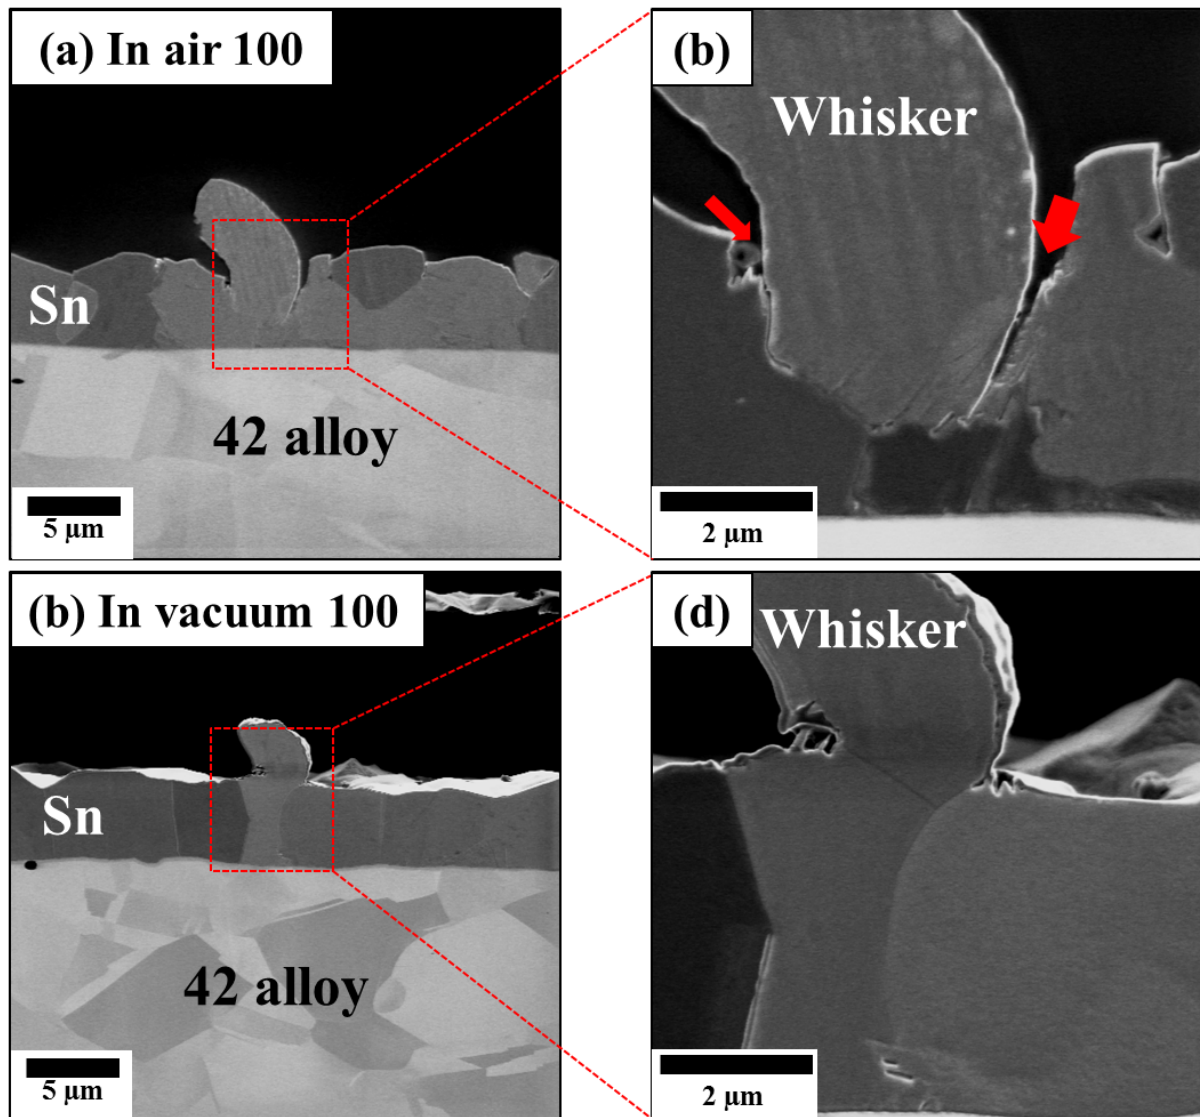 (a) In air 100
Sn
42 alloy
5 μm
(b)
Whisker
2 μm
(b) In vacuum 100
Sn
42 alloy
5 μm
(d)
Whisker
2 μm